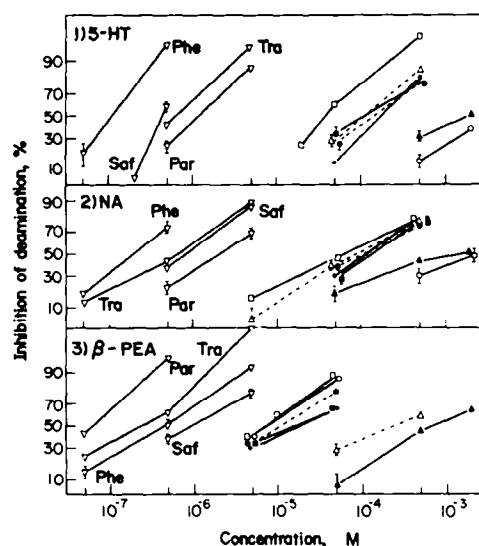 1) 5-HT
Phe
Tra
Saf
Par
90
70
50
30
10
2) NA
Phe
Saf
Tra
Par
90
70
50
30
10
3) β-PEA
Par
Tra
Phe
Saf
90
70
50
30
10
Inhibition of deamination, %
10⁻⁷ 10⁻⁶ 10⁻⁵ 10⁻⁴ 10⁻³
Concentration, M